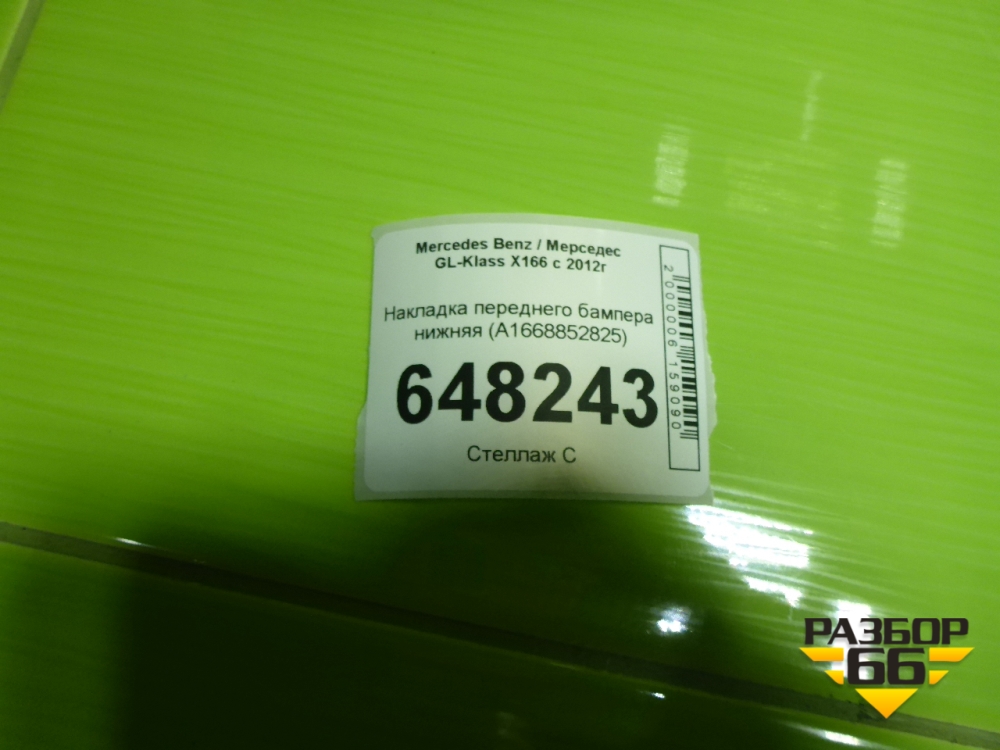 Mercedes Benz / Мерседес
GL-Klass X166 с 2012г
Накладка переднего бампера
нижняя (A1668852825)
648243
Стеллаж С
2000006159090
РАЗБОР
66